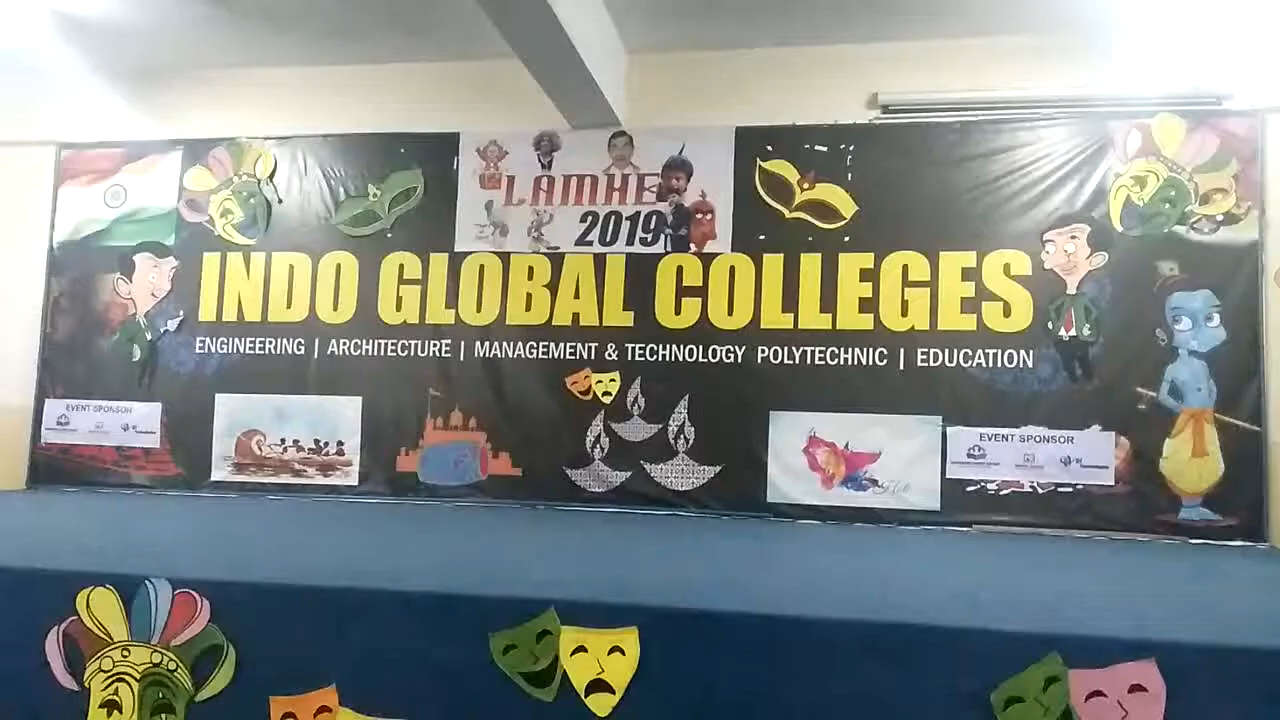 LAMHE
2019
INDO GLOBAL COLLEGES
ENGINEERING | ARCHITECTURE | MANAGEMENT & TECHNOLOGY POLYTECHNIC | EDUCATION
EVENT SPONSOR
EVENT SPONSOR